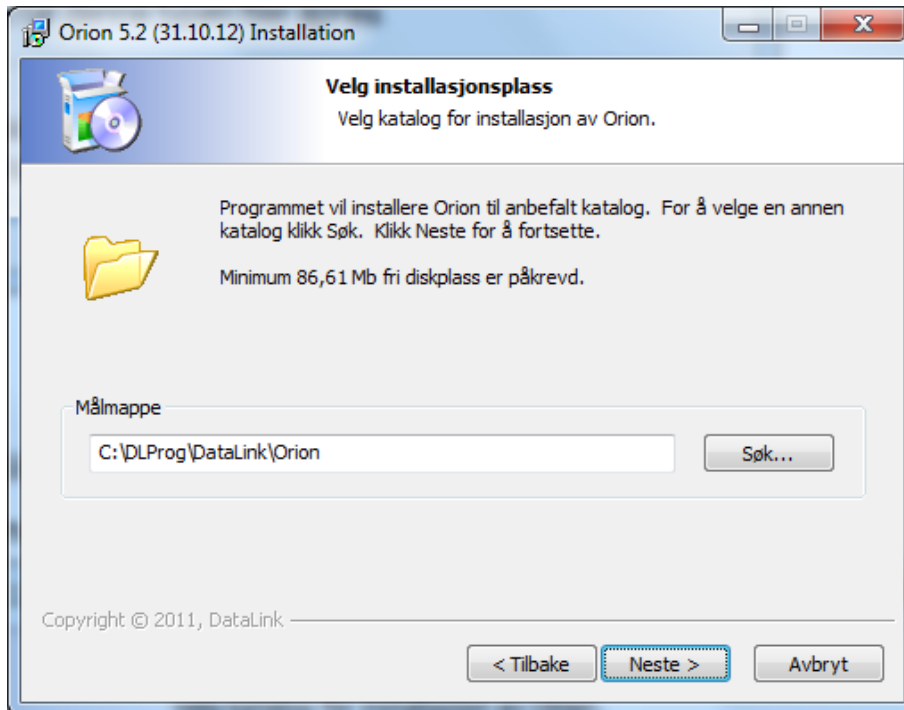 Orion 5.2 (31.10.12) Installation
Velg installasjonsplass
Velg katalog for installasjon av Orion.
Programmet vil installere Orion til anbefalt katalog.  For å velge en annen
katalog klikk Søk.  Klikk Neste for å fortsette.
Minimum 86,61 Mb fri diskplass er påkrevd.
Målmappe
C:\DLProg\DataLink\Orion
Søk...
Copyright © 2011, DataLink
< Tilbake
Neste >
Avbryt